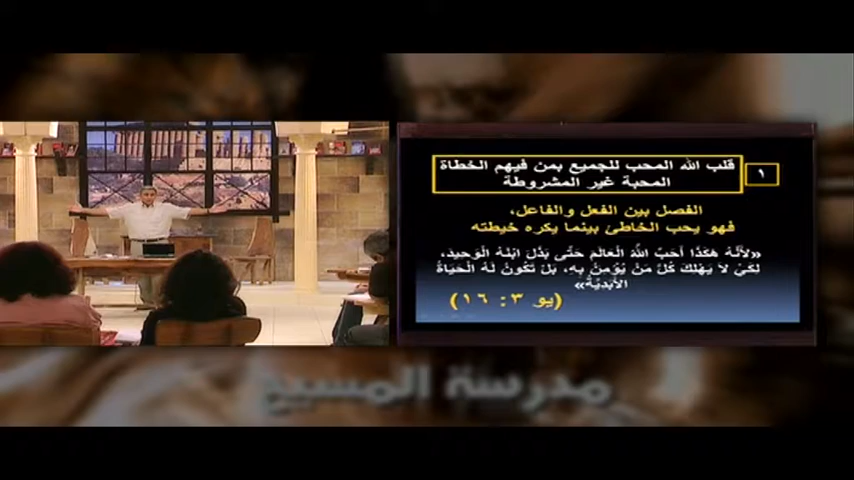 ١
قلب الله المحب للجميع بمن فيهم الخطاة
المحبة غير المشروطة
الفصل بين الفعل والفاعل،
فهو يحب الخاطئ بينما يكره خيطته
«لأَنَّهُ هكَذَا أَحَبَّ اللهُ الْعَالَمَ حَتَّى بَذَلَ ابْنَهُ الْوَحِيدَ،
لِكَيْ لاَ يَهْلِكَ كُلُّ مَنْ يُؤْمِنُ بِهِ، بَلْ تَكُونُ لَهُ الْحَيَاةُ
الأَبَدِيَّةُ»
(يو ٣: ١٦)
مدرسة المسيح